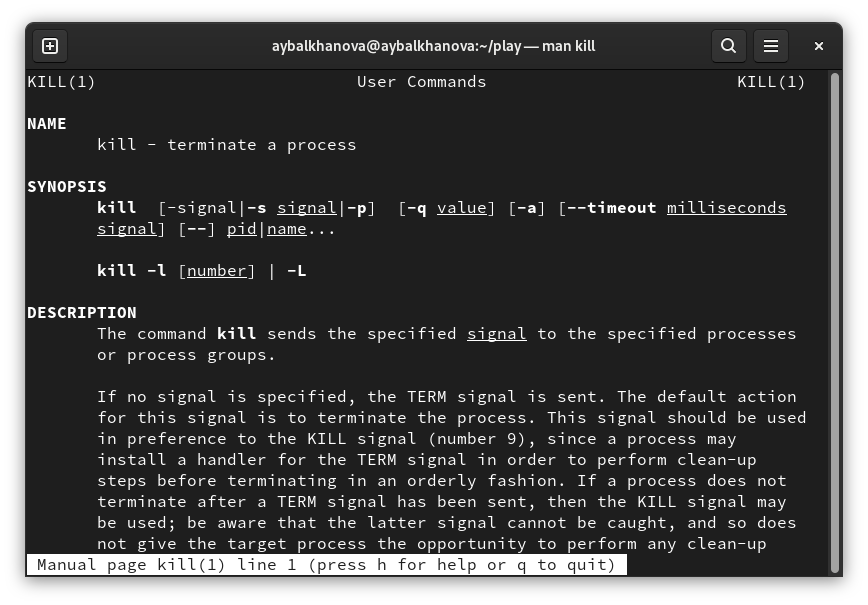 aybalkhanova@aybalkhanova:~/play — man kill
KILL(1) User Commands KILL(1)
NAME
kill - terminate a process
SYNOPSIS
kill [-signal|-s signal|-p] [-q value] [-a] [--timeout milliseconds
signal] [--] pid|name...
kill -l [number] | -L
DESCRIPTION
The command kill sends the specified signal to the specified processes
or process groups.
If no signal is specified, the TERM signal is sent. The default action
for this signal is to terminate the process. This signal should be used
in preference to the KILL signal (number 9), since a process may
install a handler for the TERM signal in order to perform clean-up
steps before terminating in an orderly fashion. If a process does not
terminate after a TERM signal has been sent, then the KILL signal may
be used; be aware that the latter signal cannot be caught, and so does
not give the target process the opportunity to perform any clean-up
Manual page kill(1) line 1 (press h for help or q to quit)